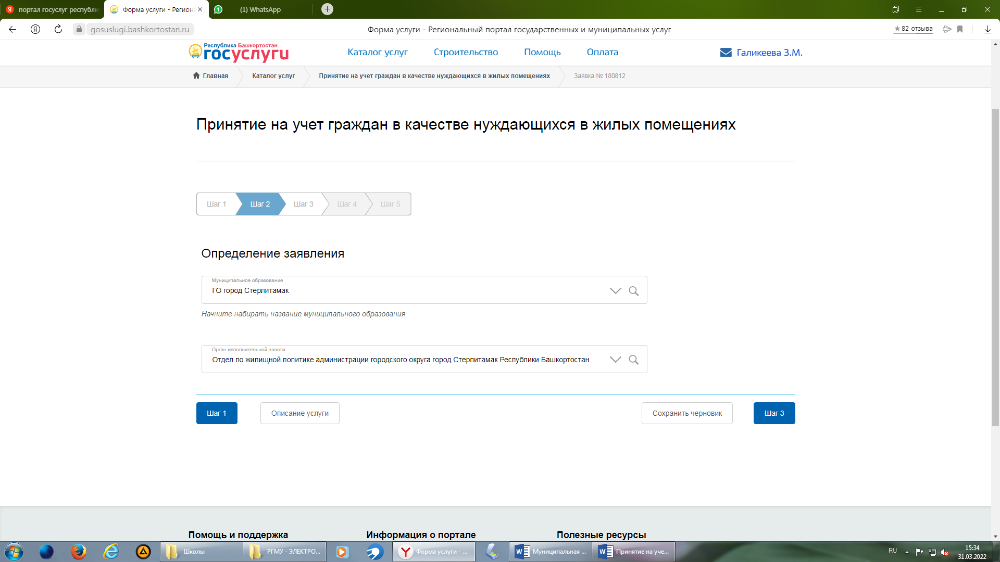 портал госуслуг республи
Форма услуги - Регион
1
(1) WhatsApp
gosuslugi.bashkortostan.ru
Форма услуги - Региональный портал государственных и муниципальных услуг
82 отзыва
Республика Башкортостан
госуслуги
Каталог услуг
Строительство
Помощь
Оплата
Галикеева З.М.
Главная
Каталог услуг
Принятие на учет граждан в качестве нуждающихся в жилых помещениях
Заявка № 180812
Принятие на учет граждан в качестве нуждающихся в жилых помещениях
Шаг 1
Шаг 2
Шаг 3
Шаг 4
Шаг 5
Определение заявления
Муниципальное образование
ГО город Стерлитамак
Начните набирать название муниципального образования
Орган исполнительной власти
Отдел по жилищной политике администрации городского округа город Стерлитамак Республики Башкортостан
Шаг 1
Описание услуги
Сохранить черновик
Шаг 3
Помощь и поддержка
Информация о портале
Полезные ресурсы
Школы
РГМУ - ЭЛЕКТРО...
Форма услуги - ...
Муниципальная ...
Принятие на уче...
RU
15:34
31.03.2022